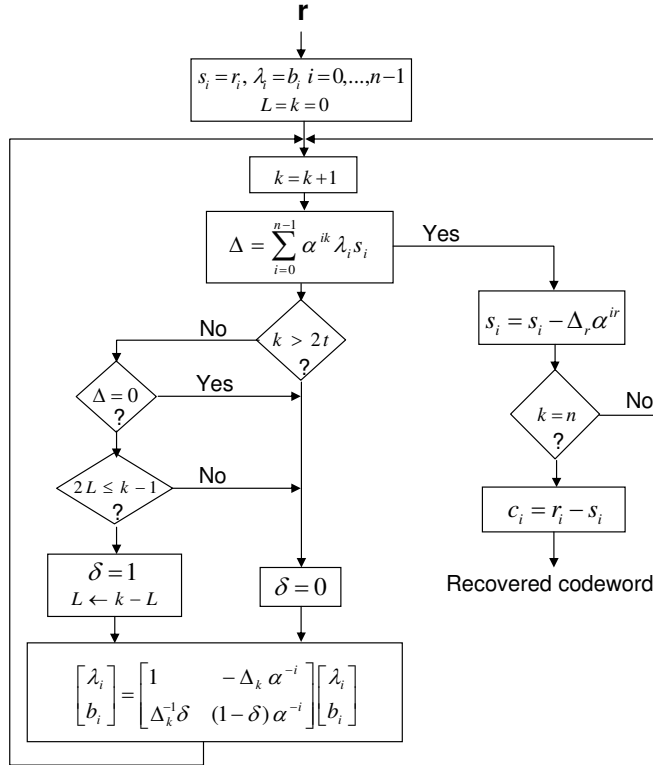 r
s_i = r_i, λ_i = b_i i = 0,...,n−1
L = k = 0
k = k + 1
Δ = ∑_{i=0}^{n−1} α^{ik} λ_i s_i
Yes
k > 2t
?
No
s_i = s_i − Δ_r α^{ir}
Δ = 0
?
Yes
k = n
?
No
2L ≤ k − 1
?
No
c_i = r_i − s_i
Recovered codeword
δ = 1
L ← k − L
δ = 0
[λ_i b_i] = [1 −Δ_k α^{−i}; Δ_k^{−1} δ (1−δ) α^{−i}] [λ_i b_i]